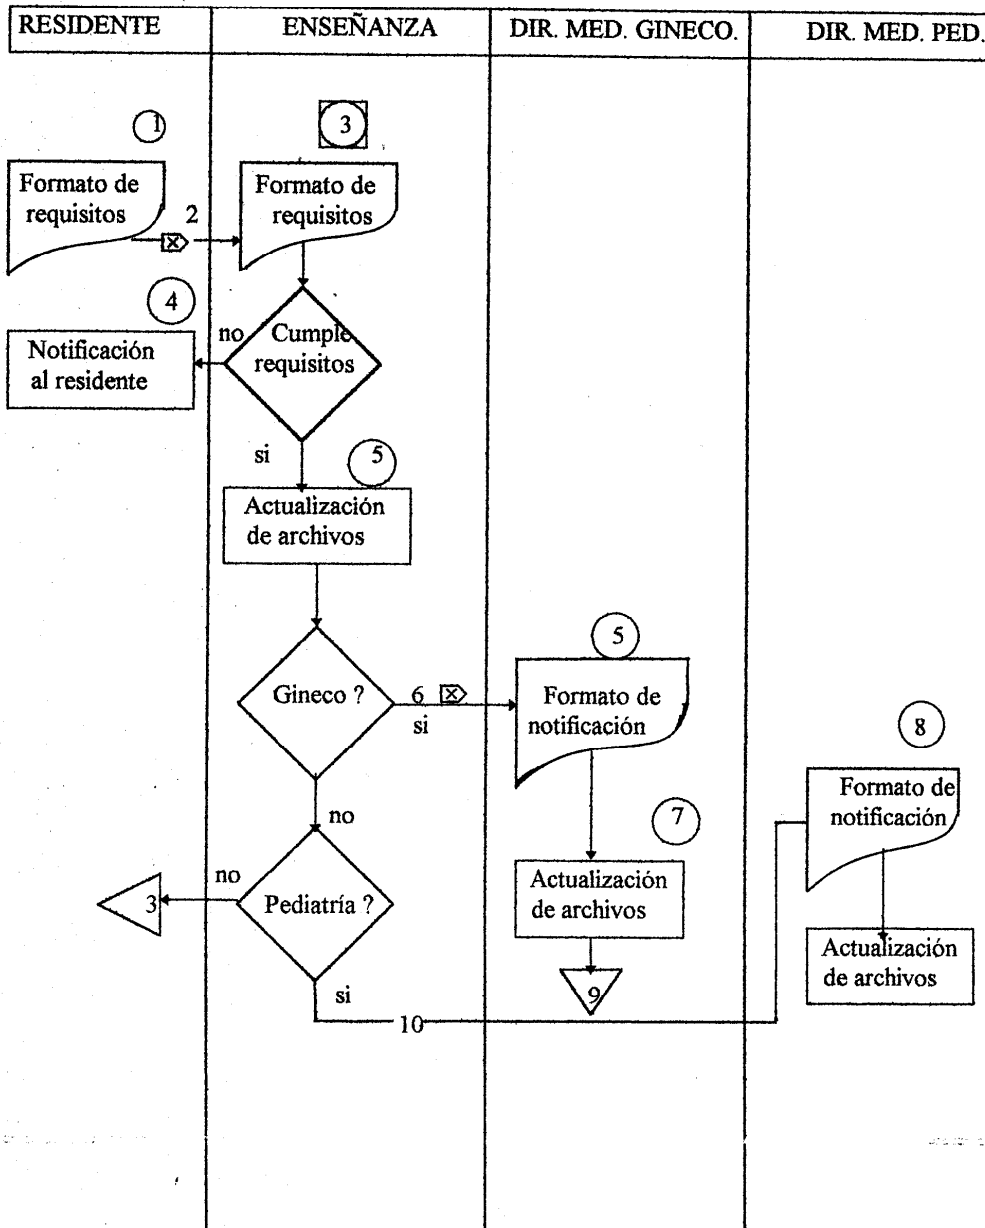 RESIDENTE
ENSEÑANZA
DIR. MED. GINECO.
DIR. MED. PED.
1
3
Formato de
requisitos
2
Formato de
requisitos
4
no
Cumple
requisitos
Notificación
al residente
si
5
Actualización
de archivos
5
Gineco ?
6
si
Formato de
notificación
8
Formato de
notificación
no
7
no
3
Pediatría ?
Actualización
de archivos
Actualización
de archivos
si
9
10